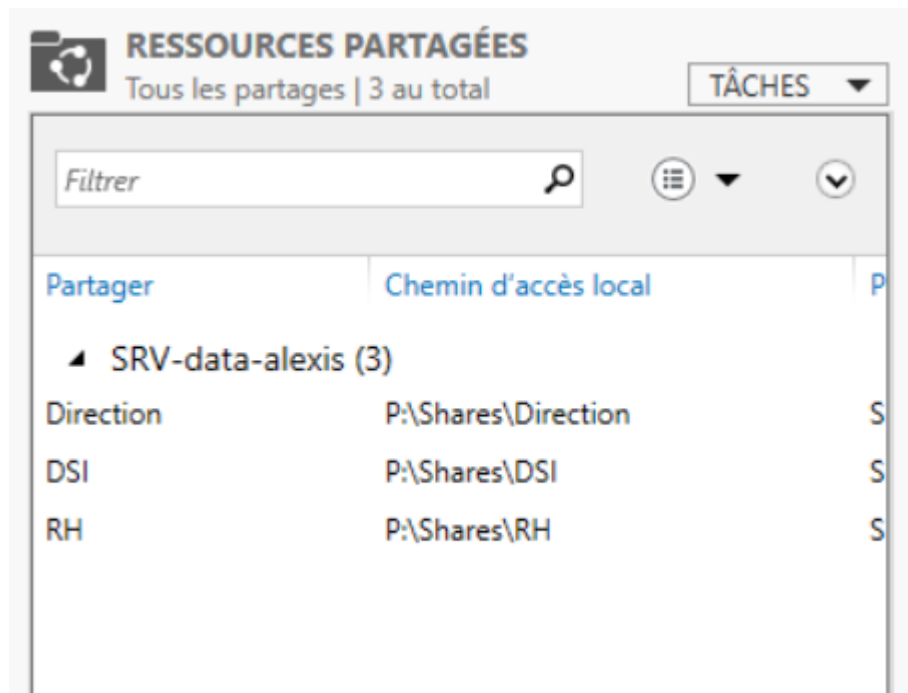 RESSOURCES PARTAGÉES
Tous les partages | 3 au total
TÂCHES
Filtrer
Partager Chemin d'accès local P
SRV-data-alexis (3)
Direction P:\Shares\Direction S
DSI P:\Shares\DSI S
RH P:\Shares\RH S